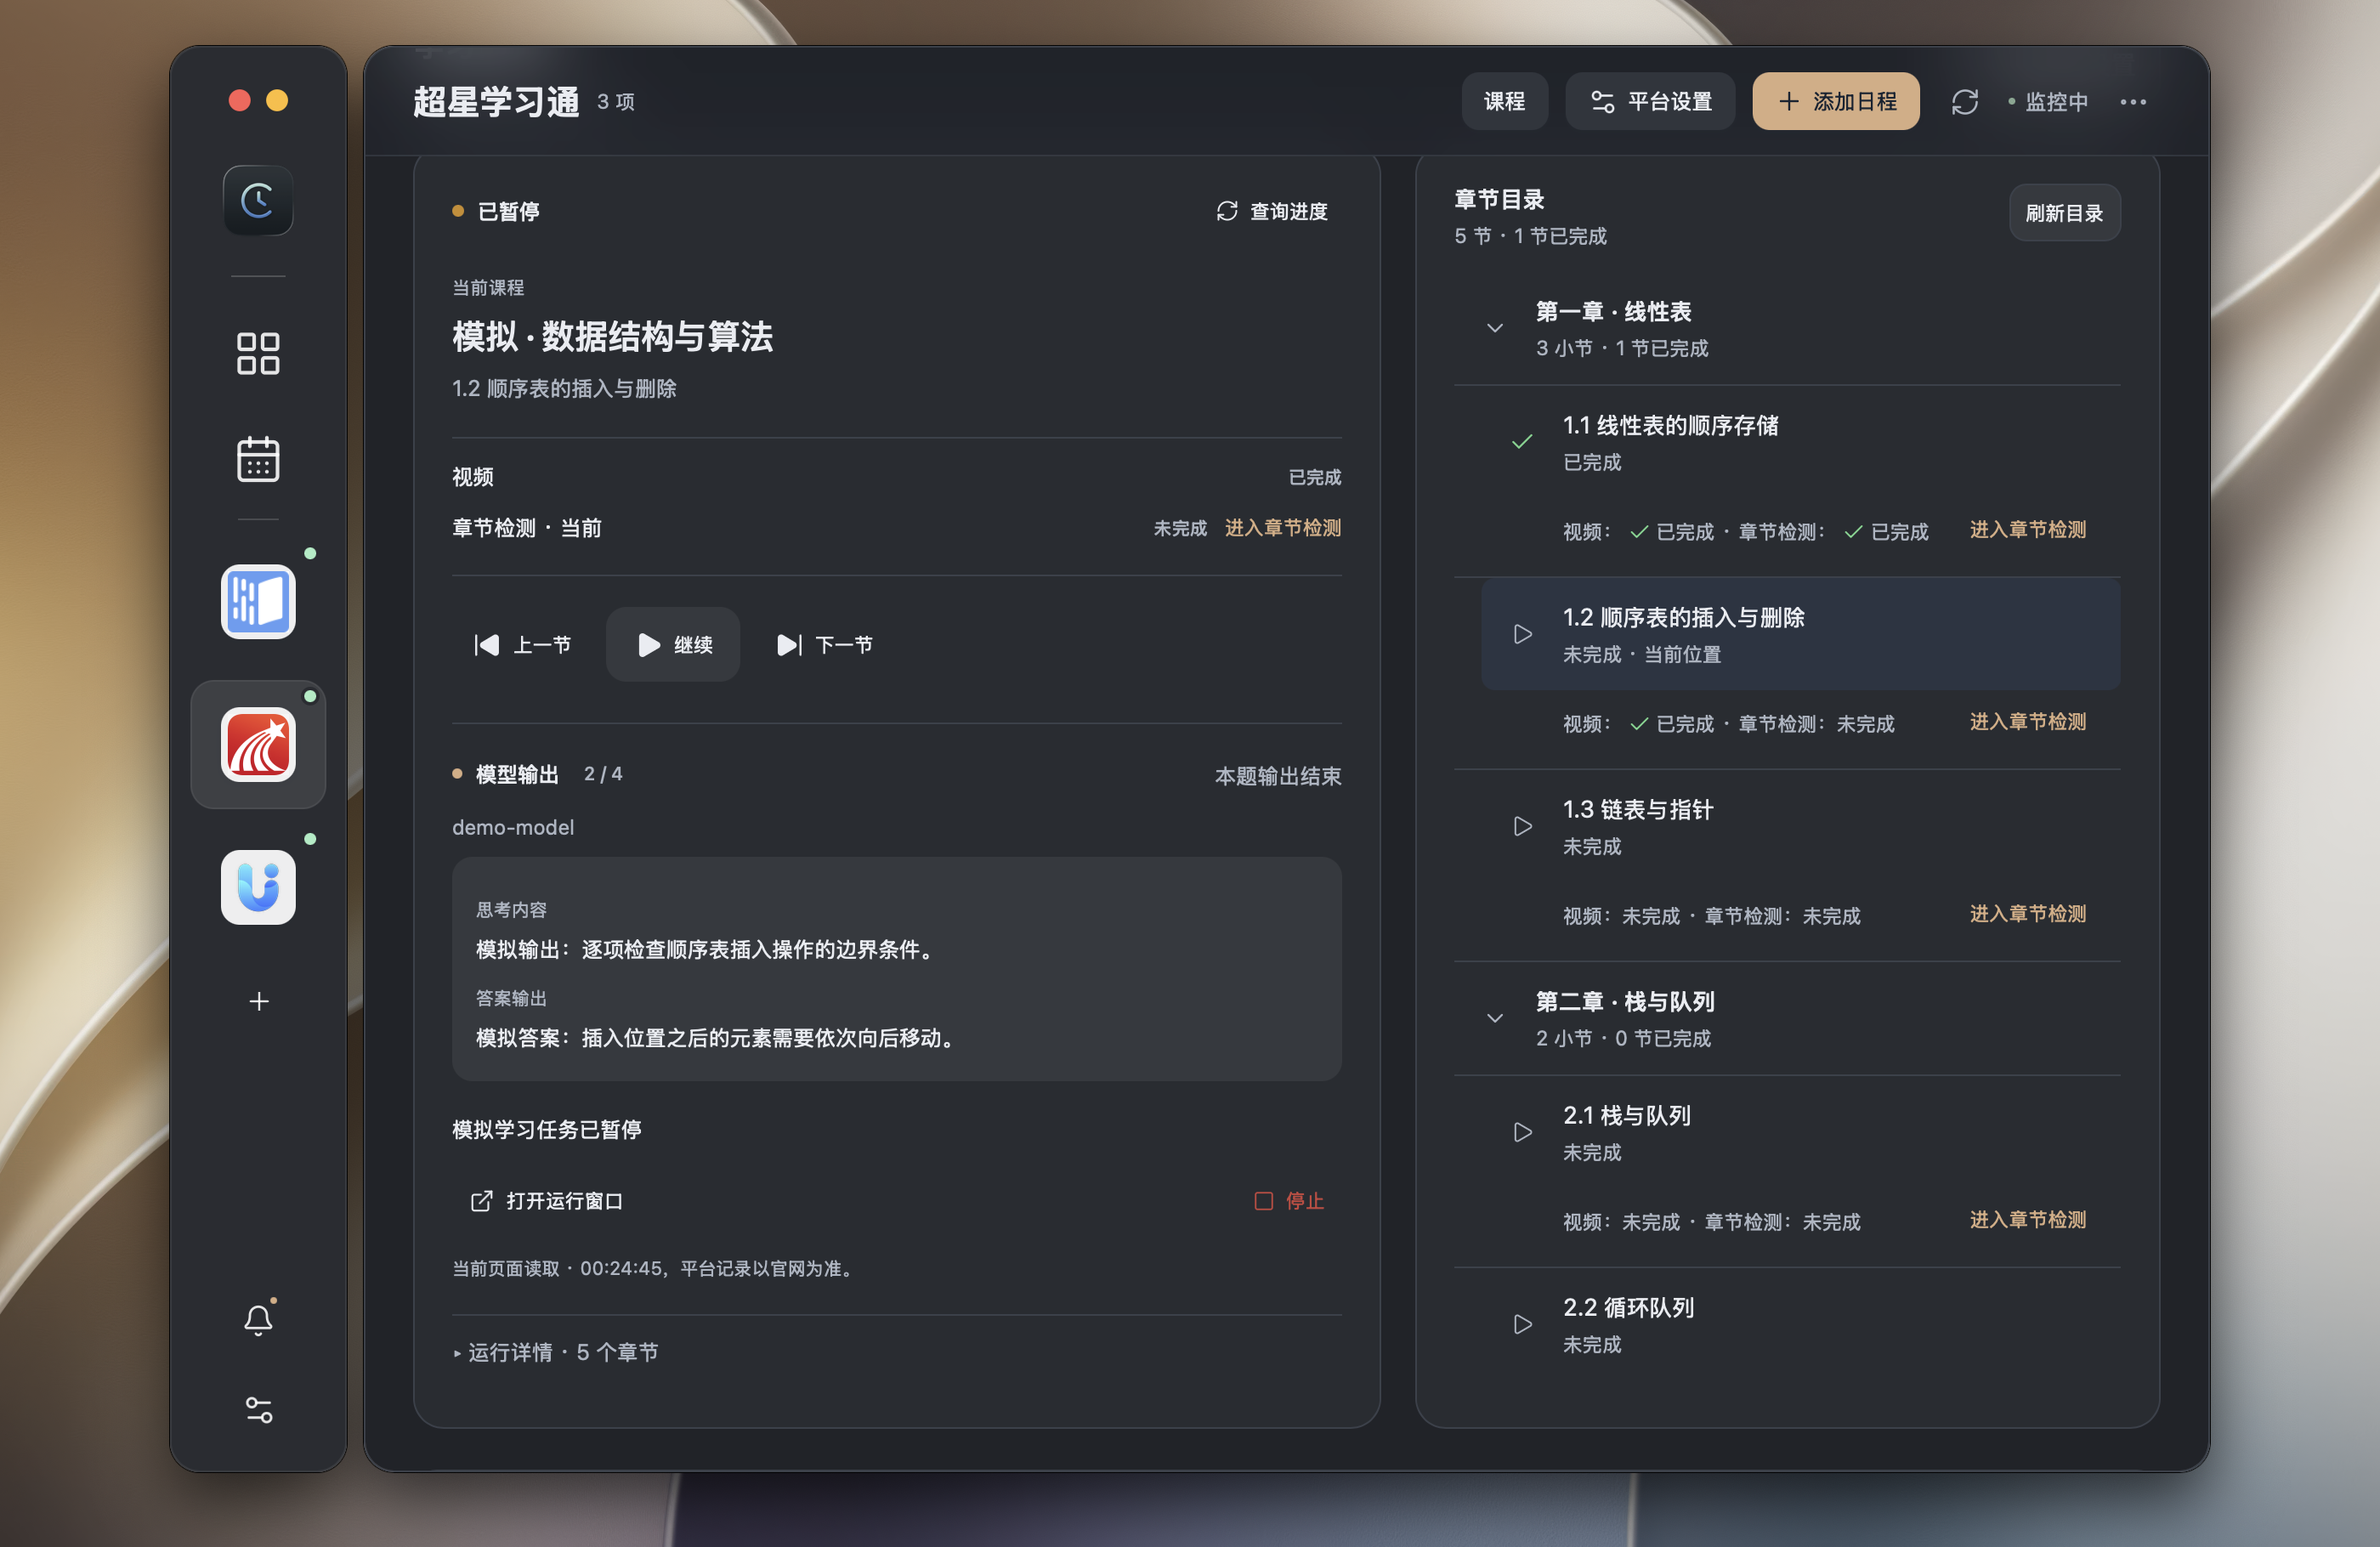 超星学习通 3 项
课程
平台设置
添加日程
监控中
已暂停
查询进度
当前课程
模拟 · 数据结构与算法
1.2 顺序表的插入与删除
视频 已完成
章节检测 · 当前 未完成 进入章节检测
上一节
继续
下一节
模型输出 2 / 4 本题输出结束
demo-model
思考内容
模拟输出：逐项检查顺序表插入操作的边界条件。
答案输出
模拟答案：插入位置之后的元素需要依次向后移动。
模拟学习任务已暂停
打开运行窗口
停止
当前页面读取 · 00:24:45，平台记录以官网为准。
运行详情 · 5 个章节
章节目录
5 节 · 1 节已完成
刷新目录
第一章 · 线性表
3 小节 · 1 节已完成
1.1 线性表的顺序存储
已完成
视频： 已完成 · 章节检测： 已完成 进入章节检测
1.2 顺序表的插入与删除
未完成 · 当前位置
视频： 已完成 · 章节检测：未完成 进入章节检测
1.3 链表与指针
未完成
视频：未完成 · 章节检测：未完成 进入章节检测
第二章 · 栈与队列
2 小节 · 0 节已完成
2.1 栈与队列
未完成
视频：未完成 · 章节检测：未完成 进入章节检测
2.2 循环队列
未完成